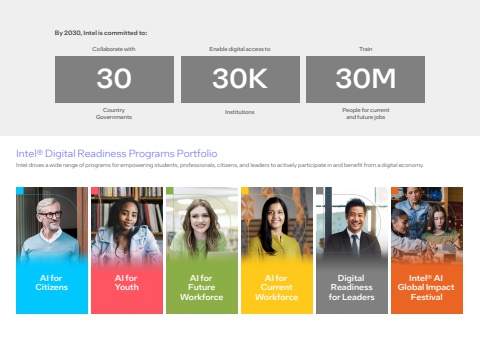 By 2030, Intel is committed to:
Collaborate with
30
Country
Governments
Enable digital access to
30K
Institutions
Train
30M
People for current
and future jobs
Intel® Digital Readiness Programs Portfolio
Intel drives a wide range of programs for empowering students, professionals, citizens, and leaders to actively participate in and benefit from a digital economy.
AI for
Citizens
AI for
Youth
AI for
Future
Workforce
AI for
Current
Workforce
Digital
Readiness
for Leaders
Intel® AI
Global Impact
Festival